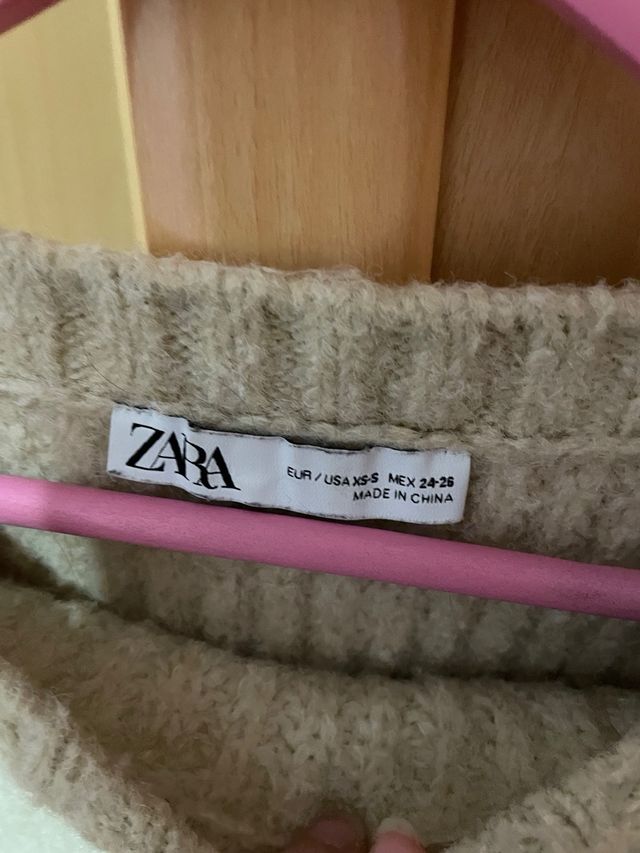 ZARA
EUR / USA XS-S MEX 24-26
MADE IN CHINA